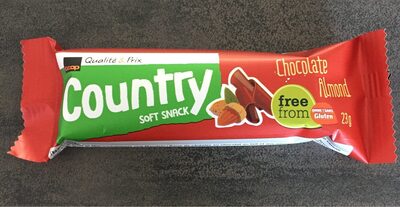 coop
Qualité & Prix
Country
SOFT SNACK
Chocolate
Almond
free
from
Gluten
23g